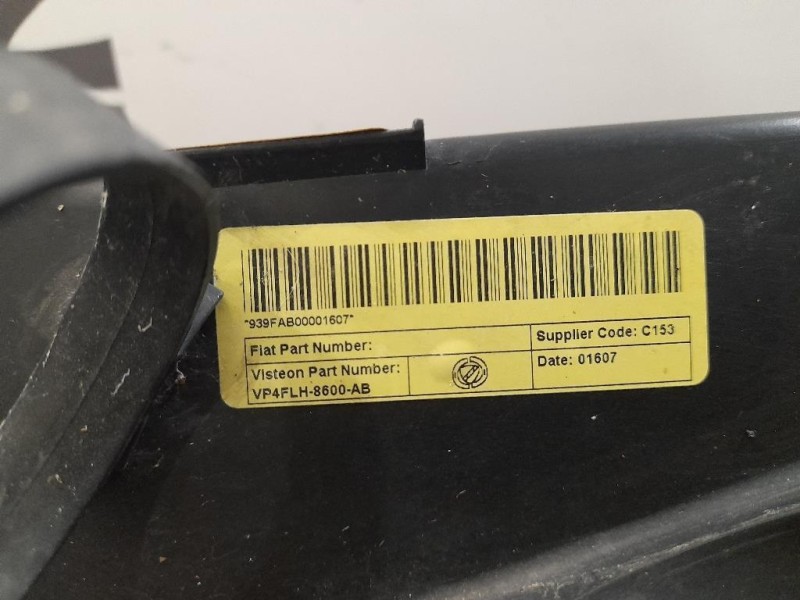 *939FAB00001607*
Fiat Part Number:
Supplier Code: C153
Visteon Part Number:
VP4FLH-8600-AB
Date: 01607